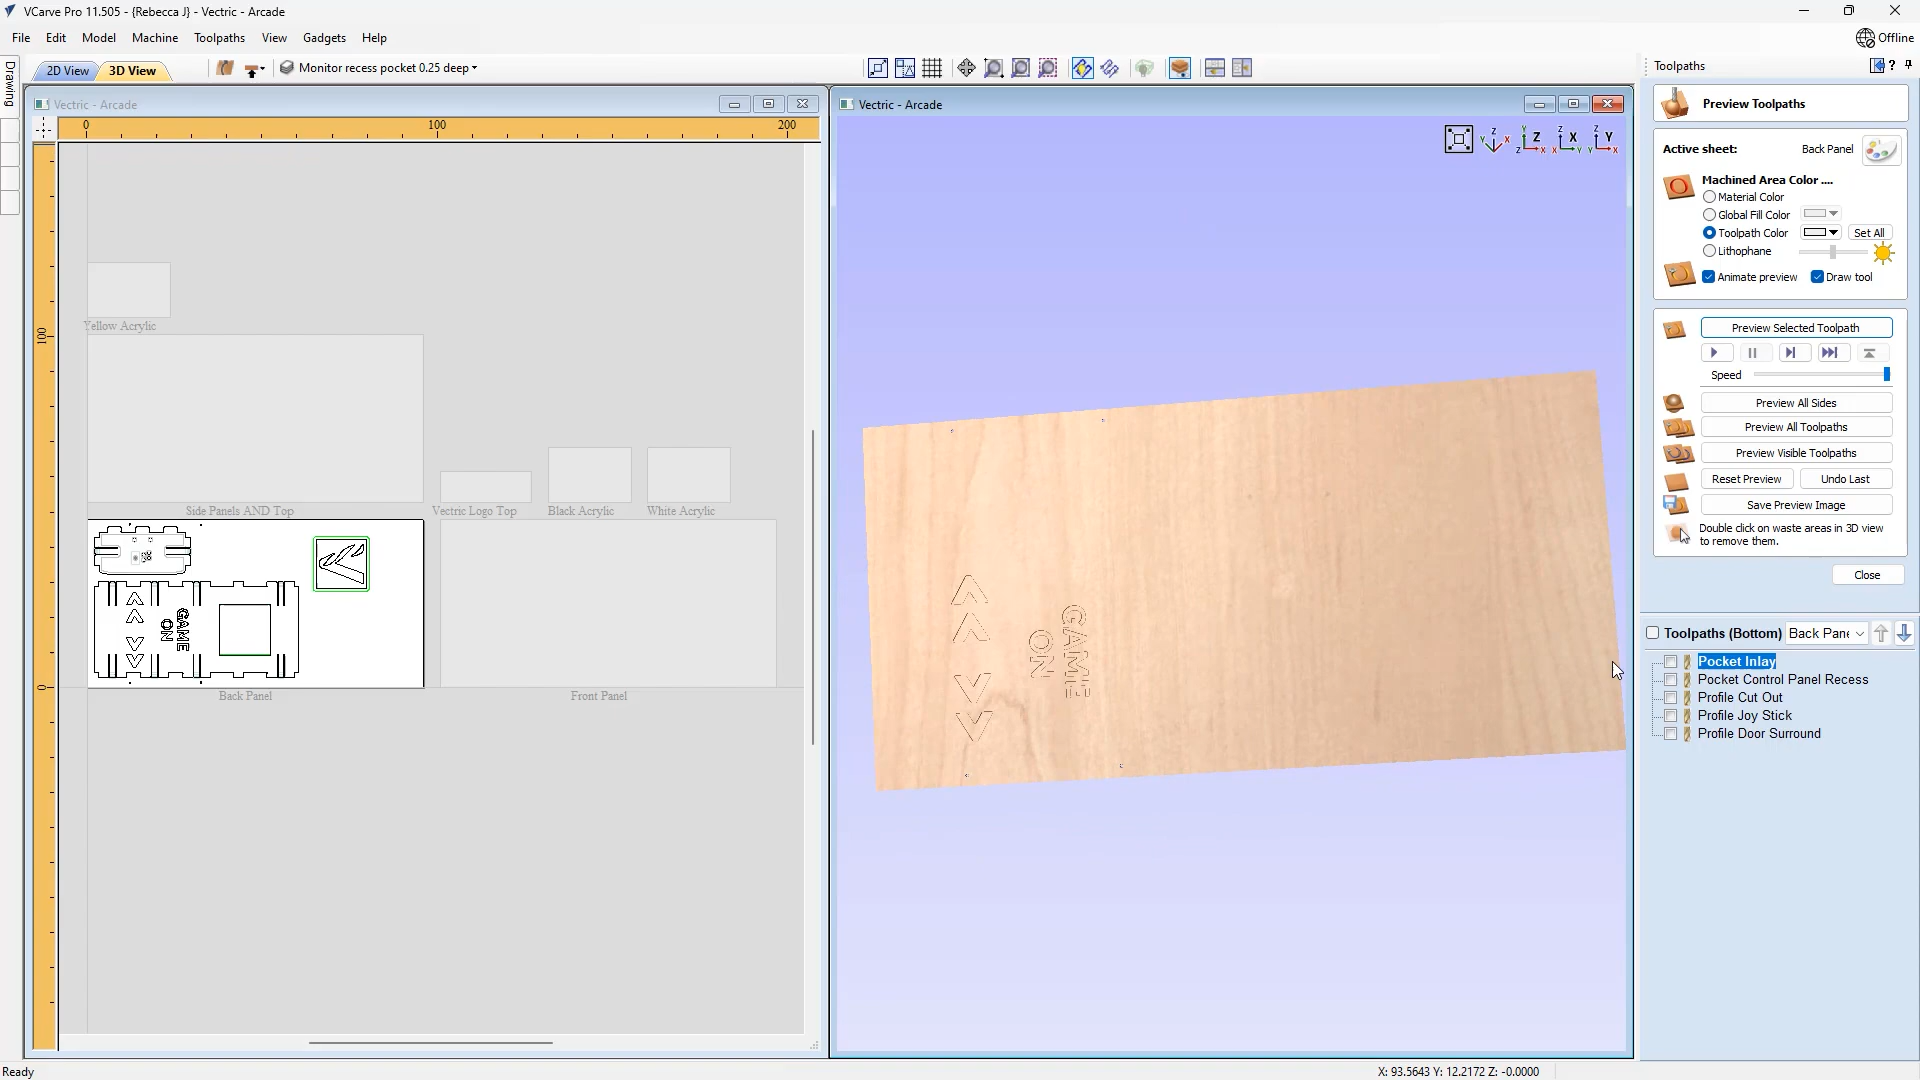 VCarve Pro 11.505 - {Rebecca J} - Vectric - Arcade
File Edit Model Machine Toolpaths View Gadgets Help
Offline
Drawing
2D View 3D View Monitor recess pocket 0.25 deep
Toolpaths
Vectric - Arcade
0 100 200
100
0
Yellow Acrylic
Side Panels AND Top
Vectric Logo Top
Black Acrylic
White Acrylic
GAME
ON
Back Panel
Front Panel
Vectric - Arcade
GAME
ON
Preview Toolpaths
Active sheet: Back Panel
Machined Area Color ....
Material Color
Global Fill Color
Toolpath Color Set All
Lithophane
Animate preview Draw tool
Preview Selected Toolpath
Speed
Preview All Sides
Preview All Toolpaths
Preview Visible Toolpaths
Reset Preview Undo Last
Save Preview Image
Double click on waste areas in 3D view
to remove them.
Close
Toolpaths (Bottom) Back Pane
Pocket Inlay
Pocket Control Panel Recess
Profile Cut Out
Profile Joy Stick
Profile Door Surround
Ready
X: 93.5643 Y: 12.2172 Z: -0.0000